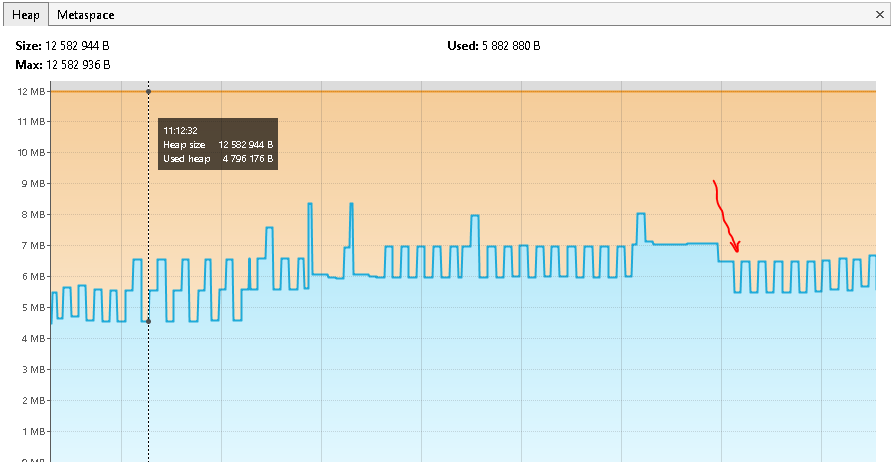 Heap Metaspace ×
Size: 12 582 944 B Used: 5 882 880 B
Max: 12 582 936 B
12 MB
11 MB
10 MB
9 MB
8 MB
7 MB
6 MB
5 MB
4 MB
3 MB
2 MB
1 MB
0 MB
11:12:32
Heap size 12 582 944 B
Used heap 4 796 176 B